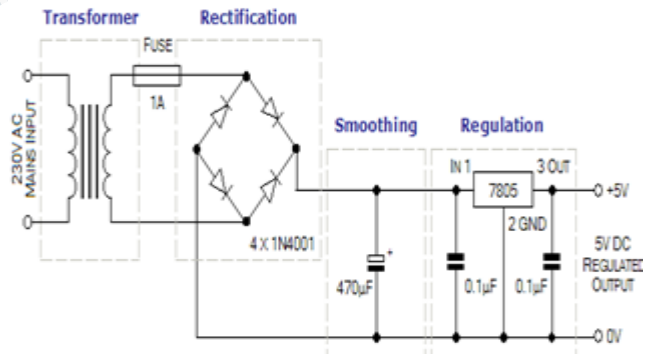 Transformer
Rectification
FUSE
1A
230V AC
MAINS INPUT
4 X 1N4001
Smoothing
Regulation
IN 1
3 OUT
7805
2 GND
+5V
+
470µF
0.1µF
0.1µF
5V DC
REGULATED
OUTPUT
0V